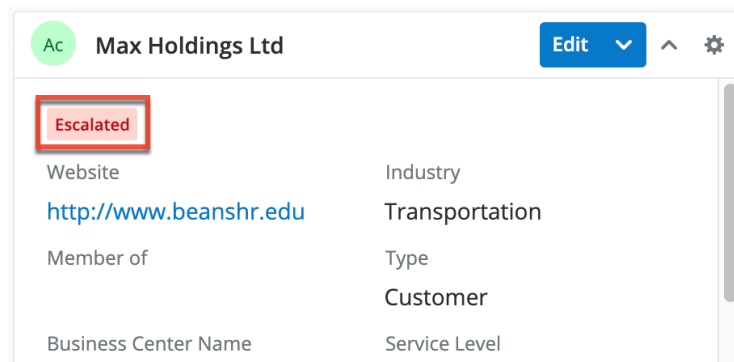 Ac Max Holdings Ltd Edit
Escalated
Website Industry
http://www.beanshr.edu Transportation
Member of Type
Customer
Business Center Name Service Level